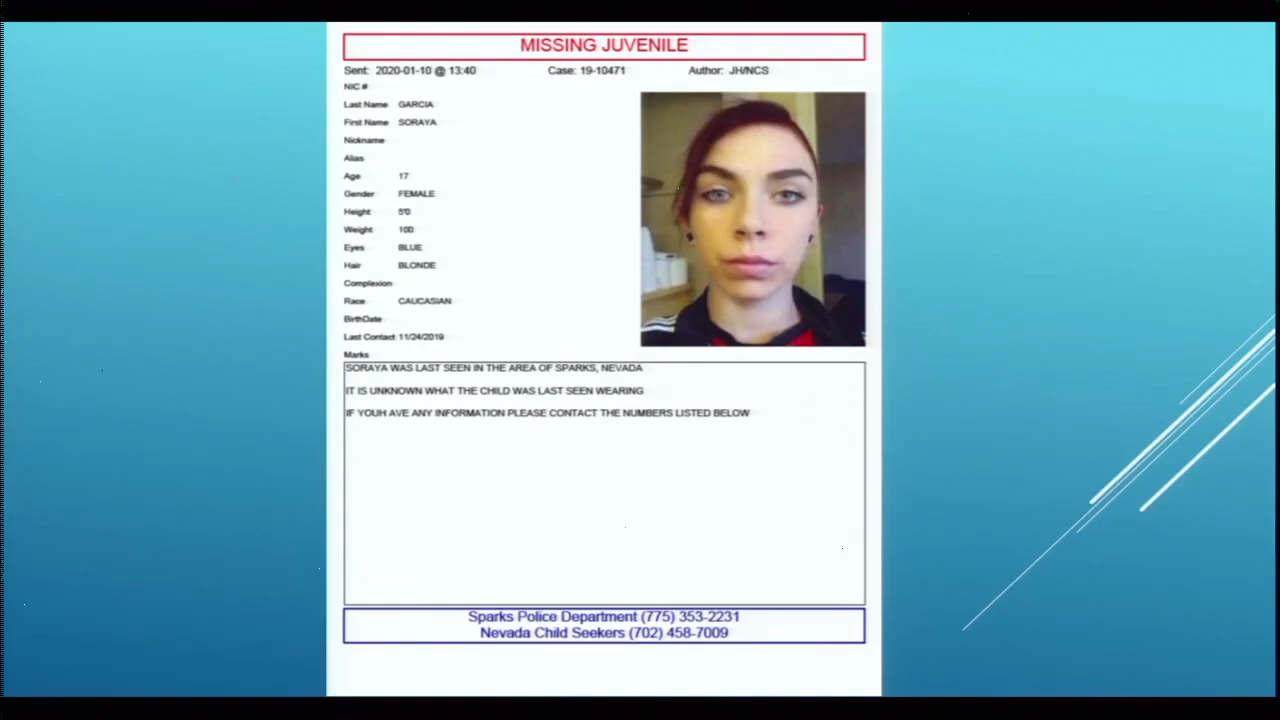 MISSING JUVENILE
Sent: 2020-01-10 @ 13:40 Case: 19-10471 Author: JH/NCS
NIC #
Last Name GARCIA
First Name SORAYA
Nickname
Alias
Age 17
Gender FEMALE
Height 5'0
Weight 100
Eyes BLUE
Hair BLONDE
Complexion
Race CAUCASIAN
BirthDate
Last Contact 11/24/2019
Marks
SORAYA WAS LAST SEEN IN THE AREA OF SPARKS, NEVADA
IT IS UNKNOWN WHAT THE CHILD WAS LAST SEEN WEARING
IF YOUH AVE ANY INFORMATION PLEASE CONTACT THE NUMBERS LISTED BELOW
Sparks Police Department (775) 353-2231
Nevada Child Seekers (702) 458-7009